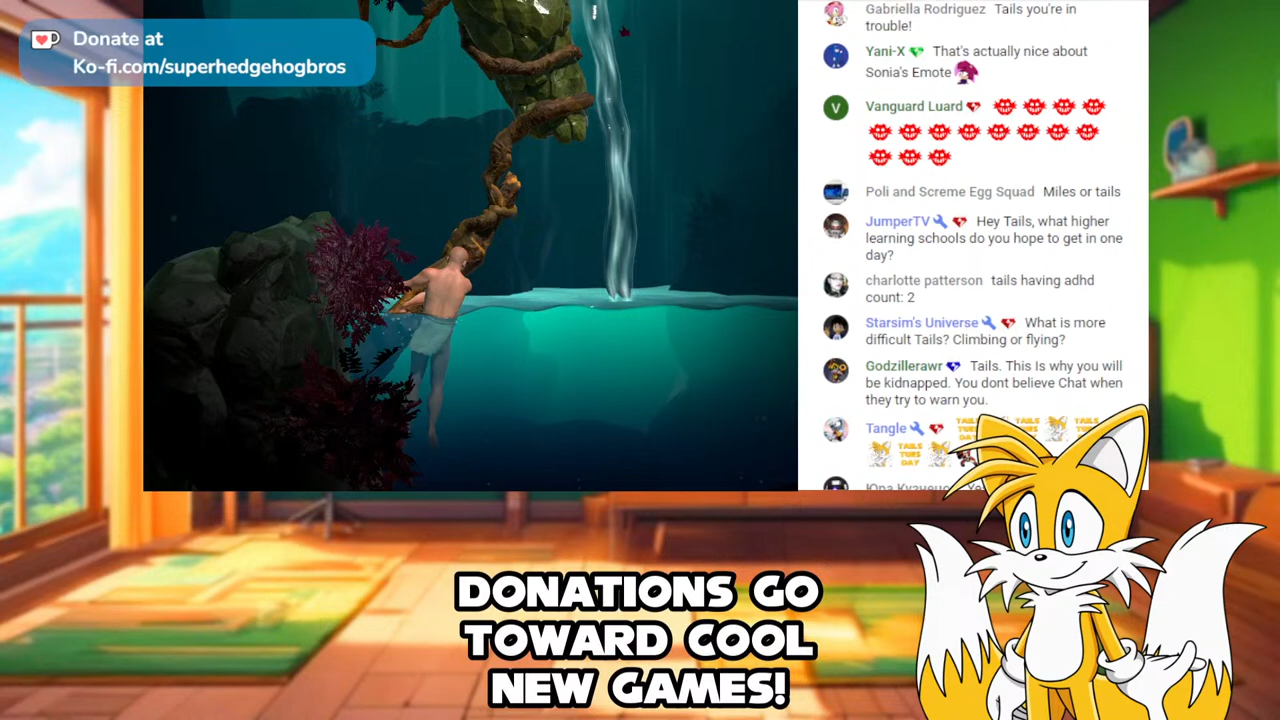 Donate at
Ko-fi.com/superhedgehogbros
Gabriella Rodriguez Tails you're in
trouble!
Yani-X That's actually nice about
Sonia's Emote
V
Vanguard Luard
Poli and Screme Egg Squad Miles or tails
JumperTV Hey Tails, what higher
learning schools do you hope to get in one
day?
charlotte patterson tails having adhd
count: 2
Starsim's Universe What is more
difficult Tails? Climbing or flying?
Godzillerawr Tails. This Is why you will
be kidnapped. You dont believe Chat when
they try to warn you.
Tangle
TAILS
TUES
DAY
DONATIONS GO
TOWARD COOL
NEW GAMES!